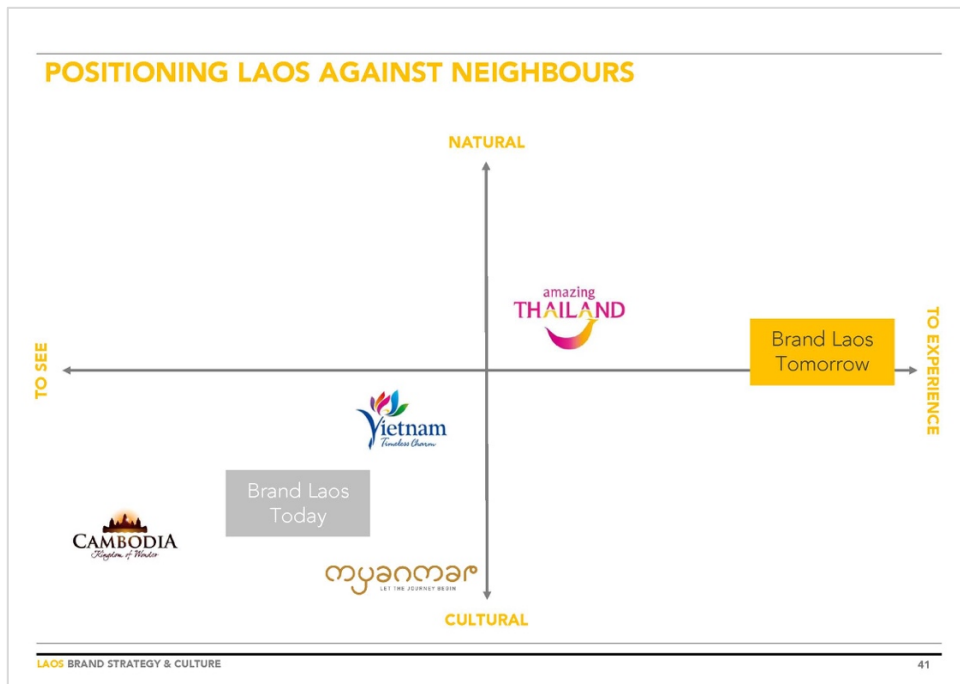 POSITIONING LAOS AGAINST NEIGHBOURS
NATURAL
amazing
THAILAND
TO SEE
Brand Laos
Tomorrow
TO EXPERIENCE
Vietnam
Timeless Charm
Brand Laos
Today
CAMBODIA
Kingdom of Wonder
myanmar
LET THE JOURNEY BEGIN
CULTURAL
LAOS BRAND STRATEGY & CULTURE
41